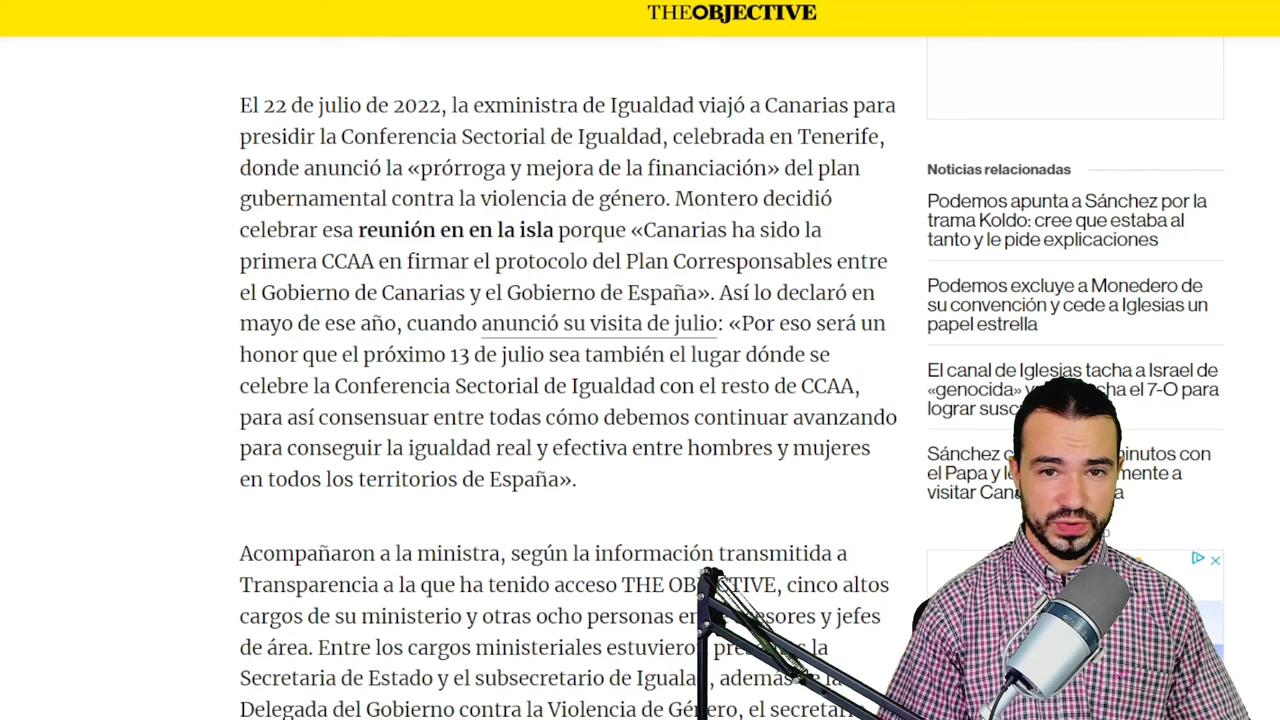 THE OBJECTIVE
El 22 de julio de 2022, la exministra de Igualdad viajó a Canarias para
presidir la Conferencia Sectorial de Igualdad, celebrada en Tenerife,
donde anunció la «prórroga y mejora de la financiación» del plan
gubernamental contra la violencia de género. Montero decidió
celebrar esa reunión en en la isla porque «Canarias ha sido la
primera CCAA en firmar el protocolo del Plan Corresponsables entre
el Gobierno de Canarias y el Gobierno de España». Así lo declaró en
mayo de ese año, cuando anunció su visita de julio: «Por eso será un
honor que el próximo 13 de julio sea también el lugar dónde se
celebre la Conferencia Sectorial de Igualdad con el resto de CCAA,
para así consensuar entre todas cómo debemos continuar avanzando
para conseguir la igualdad real y efectiva entre hombres y mujeres
en todos los territorios de España».
Acompañaron a la ministra, según la información transmitida a
Transparencia a la que ha tenido acceso THE OBJECTIVE, cinco altos
cargos de su ministerio y otras ocho personas asesores y jefes
de área. Entre los cargos ministeriales estuvieron la
Secretaria de Estado y el subsecretario de además la
Delegada del Gobierno contra la Violencia de Género, el
Noticias relacionadas
Podemos apunta a Sánchez por la
trama Koldo: cree que estaba al
tanto y le pide explicaciones
Podemos excluye a Monedero de
su convención y cede a Iglesias un
papel estrella
El canal de Iglesias tacha a Israel de
«genocida» el 7-O para
lograr
Sánchez con
el Papa y a
visitar